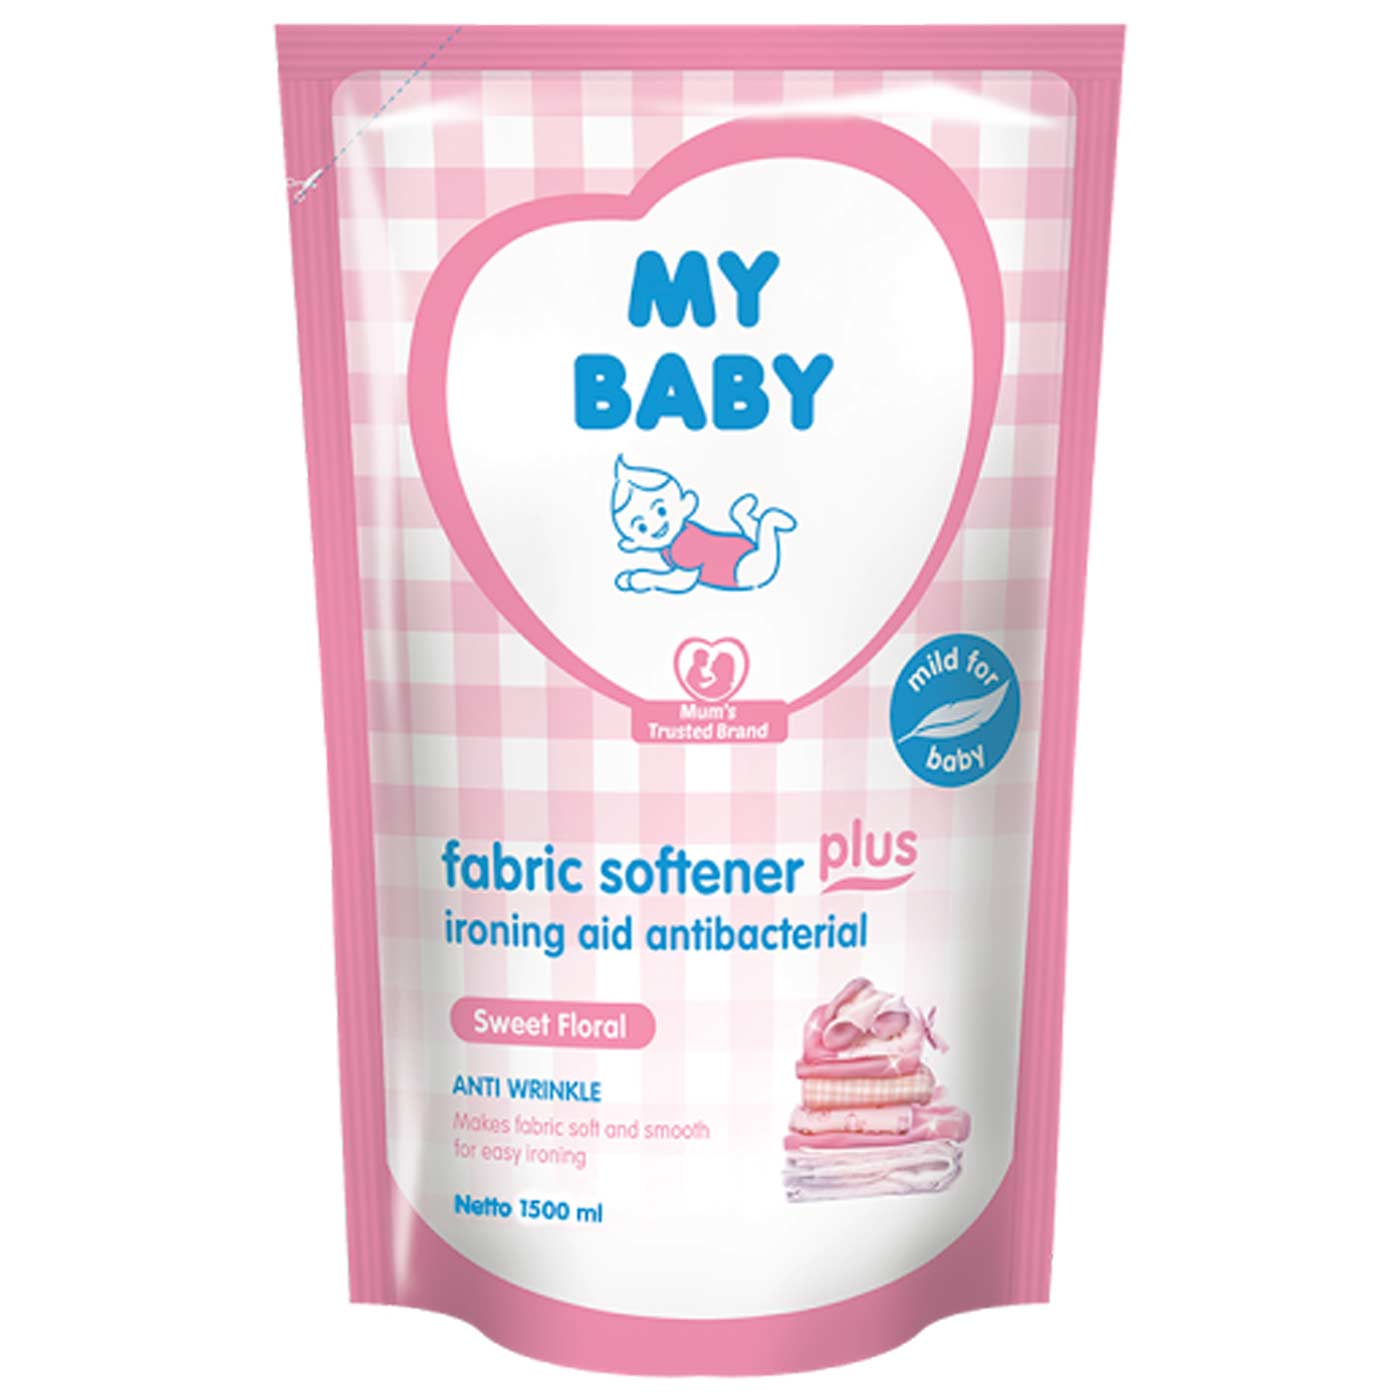 MY
BABY
Mum's
Trusted Brand
mild for
baby
fabric softener plus
ironing aid antibacterial
Sweet Floral
ANTI WRINKLE
Makes fabric soft and smooth
for easy ironing
Netto 1500 ml